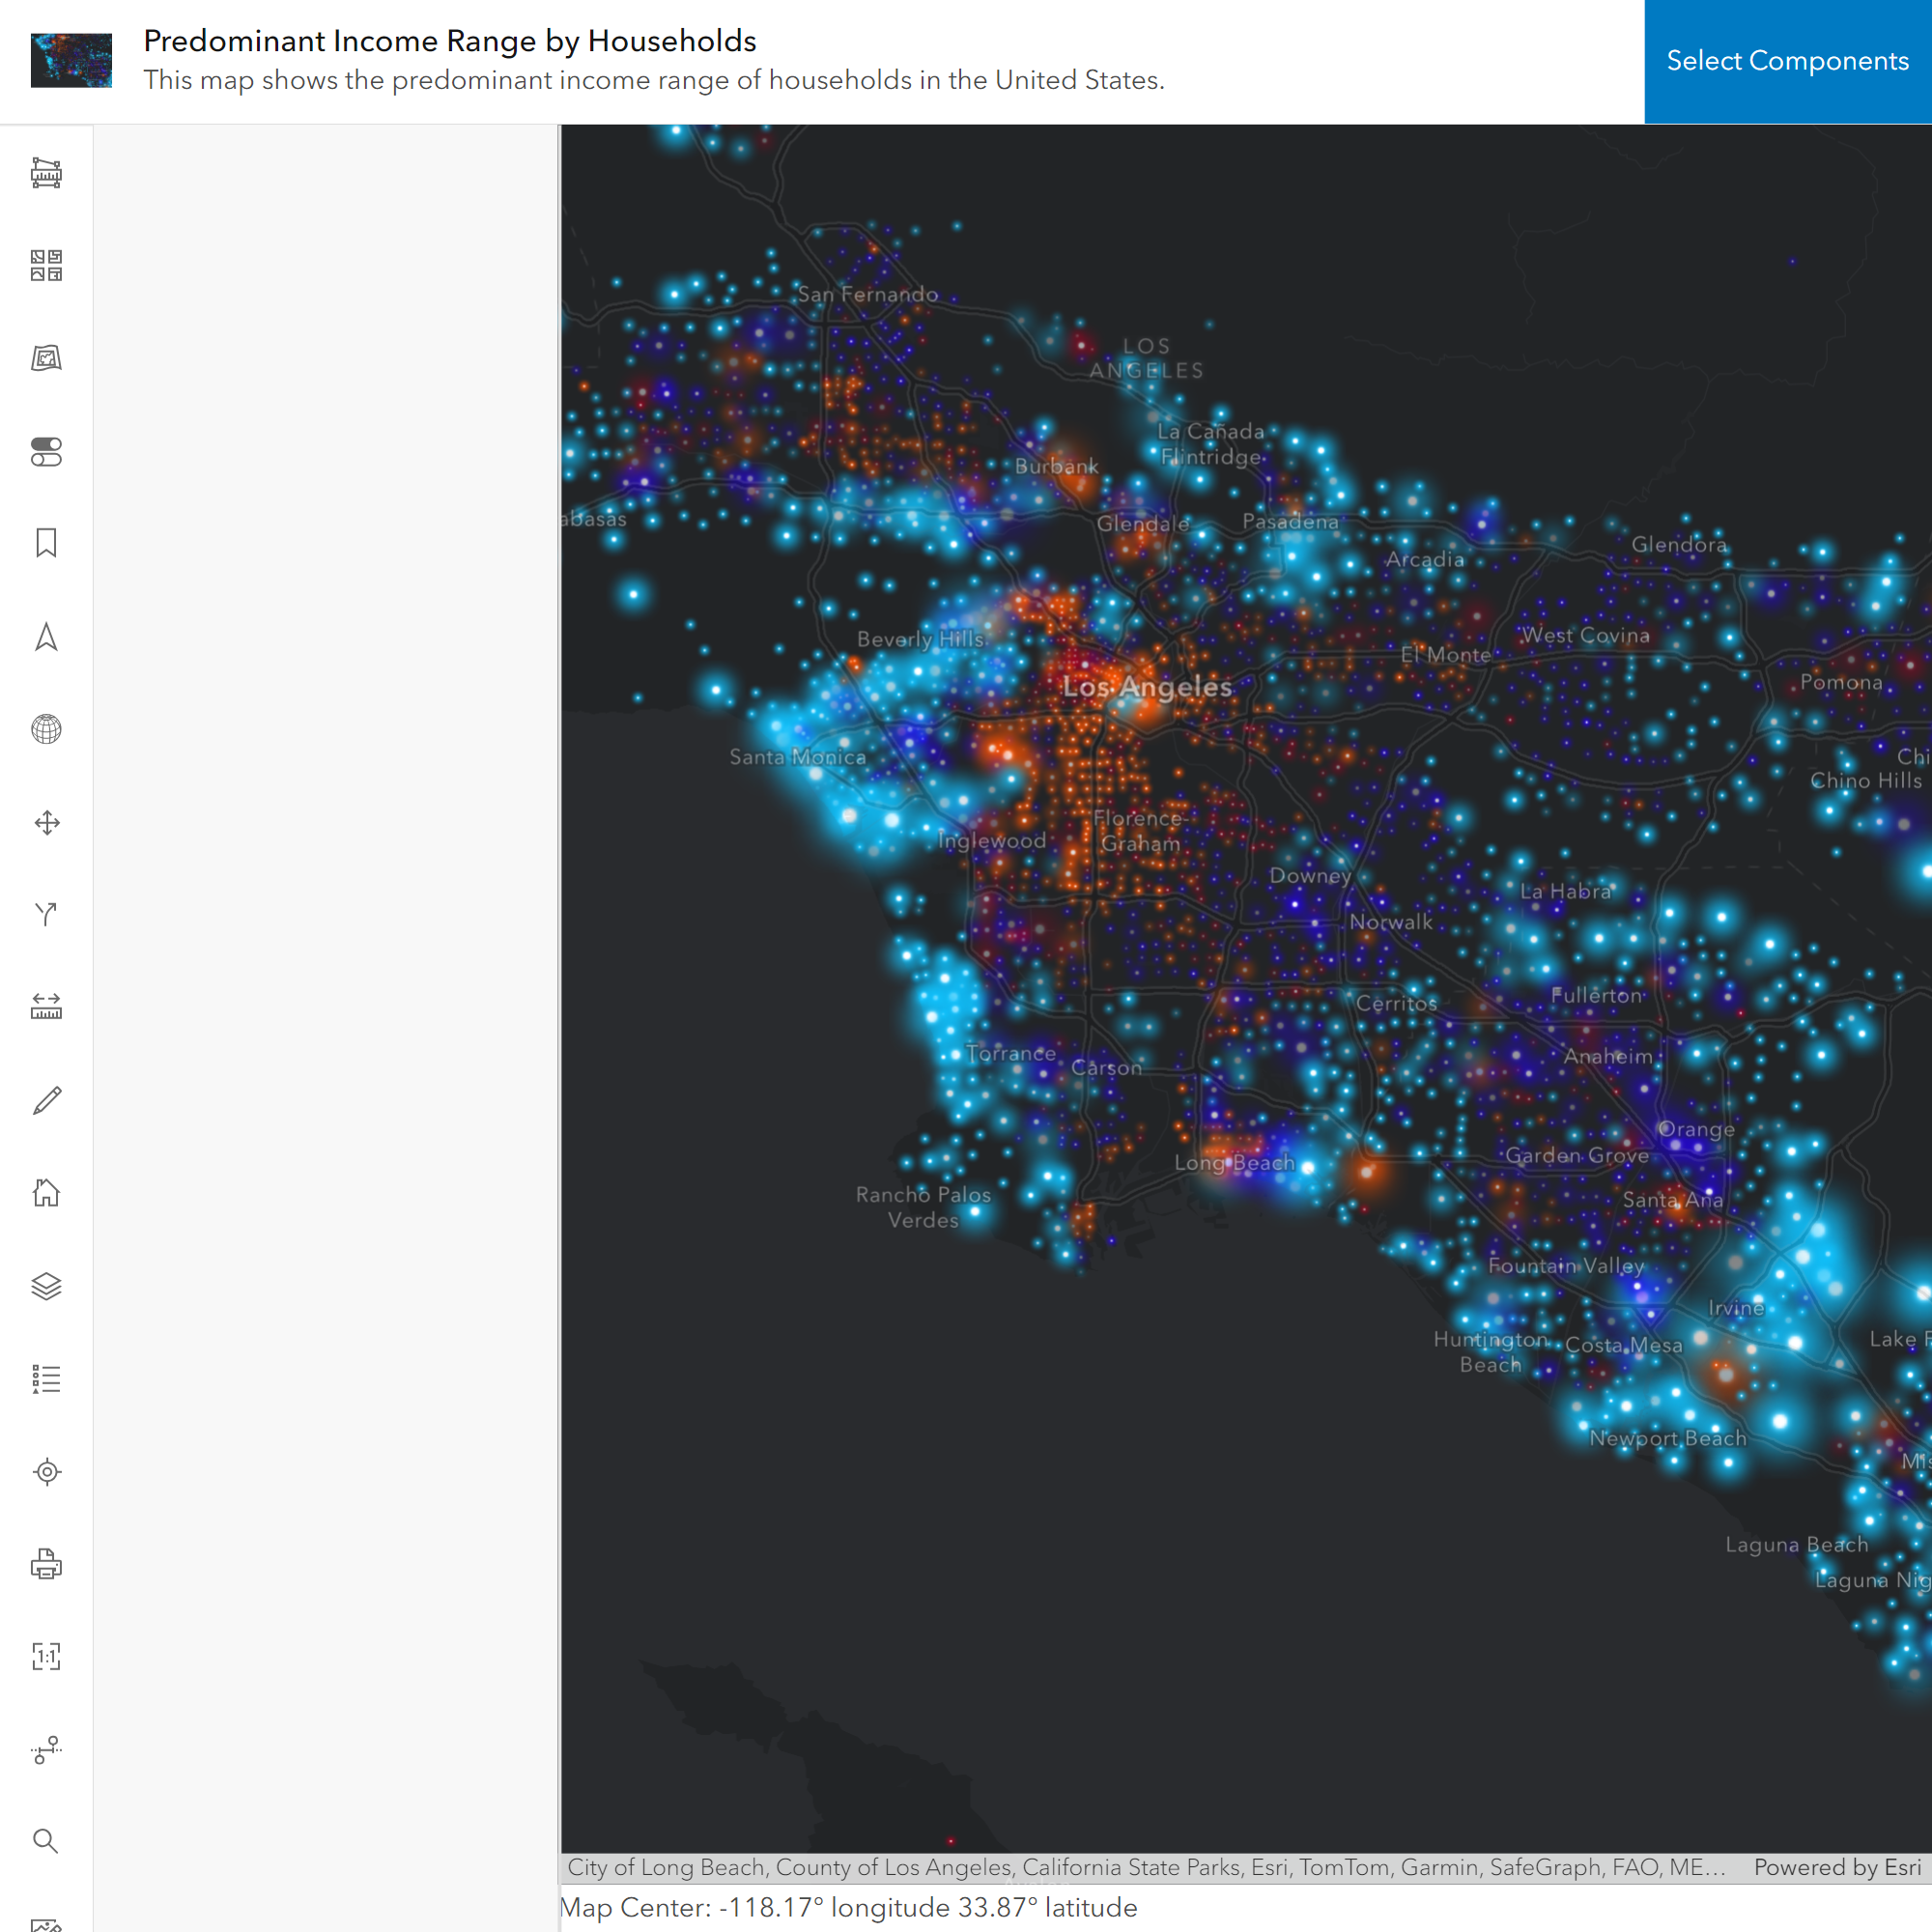 Predominant Income Range by Households
This map shows the predominant income range of households in the United States.
Select Components
San Fernando
LOS
ANGELES
La Cañada
Flintridge
Burbank
abasas
Glendale
Pasadena
Arcadia
Glendora
Beverly Hills
West Covina
El Monte
Los Angeles
Pomona
Santa Monica
Chi
Chino Hills
Inglewood
Florence-
Graham
Downey
La Habra
Norwalk
Fullerton
Cerritos
Torrance
Carson
Anaheim
Orange
Long Beach
Garden Grove
Rancho Palos
Verdes
Santa Ana
Fountain Valley
Irvine
Huntington
Beach
Costa Mesa
Lake F
Newport Beach
Mis
Laguna Beach
Laguna Nig
1:1
City of Long Beach, County of Los Angeles, California State Parks, Esri, TomTom, Garmin, SafeGraph, FAO, ME...
Powered by Esri
Map Center: -118.17° longitude 33.87° latitude